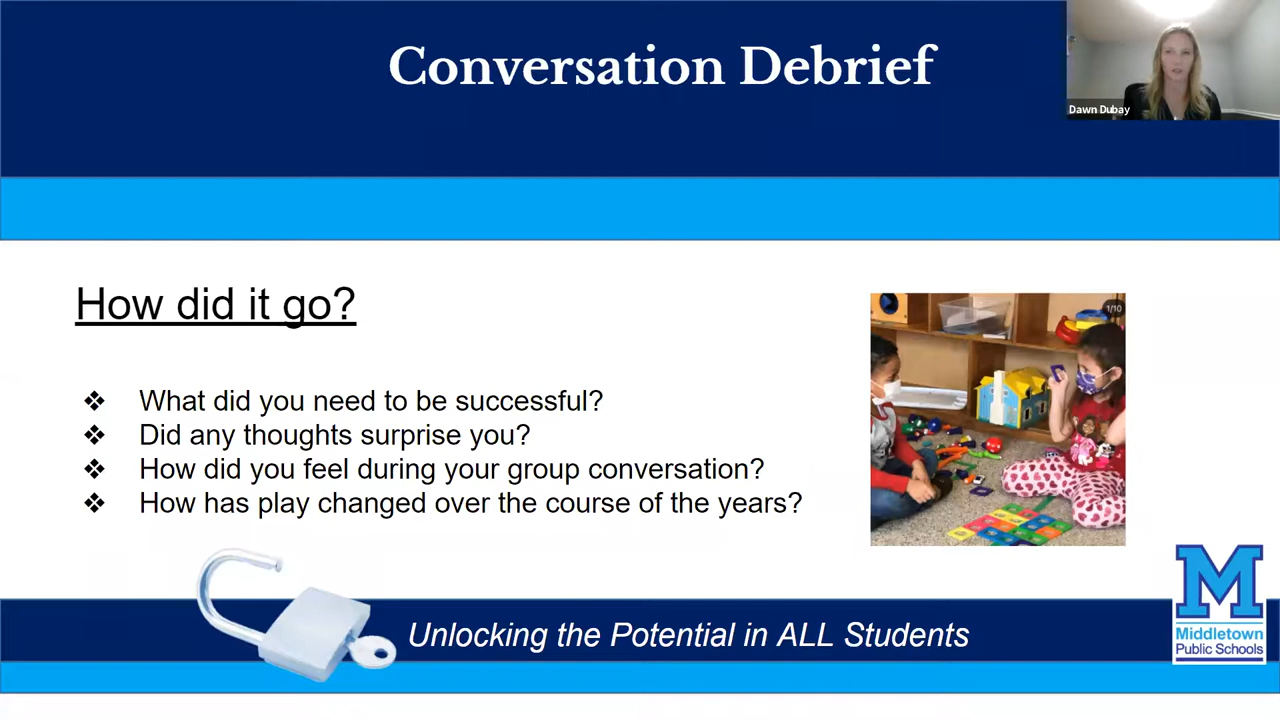 Conversation Debrief
Dawn Dubay
How did it go?
❖ What did you need to be successful?
❖ Did any thoughts surprise you?
❖ How did you feel during your group conversation?
❖ How has play changed over the course of the years?
1/10
Unlocking the Potential in ALL Students
M
Middletown
Public Schools